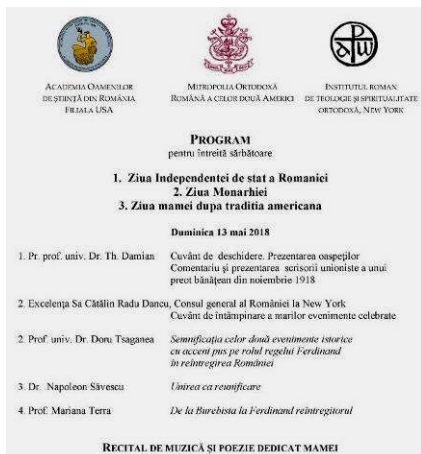 ACADEMIA OAMENILOR
DE ȘTIINȚĂ DIN ROMÂNIA
FILIALA USA
MITROPOLIA ORTODOXĂ
ROMÂNĂ A CELOR DOUĂ AMERICI
INSTITUTUL ROMAN
DE TEOLOGIE ȘI SPIRITUALITATE
ORTODOXĂ, NEW YORK
PROGRAM
pentru întreită sărbătoare
1. Ziua Independentei de stat a Romaniei
2. Ziua Monarhiei
3. Ziua mamei dupa traditia americana
Duminica 13 mai 2018
1. Pr. prof. univ. Dr. Th. Damian Cuvânt de deschidere. Prezentarea oaspeților
Comentariu și prezentarea scrisorii unioniste a unui
preot bănățean din noiembrie 1918
2. Excelența Sa Cătălin Radu Dancu, Consul general al României la New York
Cuvânt de întâmpinare a marilor evenimente celebrate
2. Prof. univ. Dr. Doru Tsaganea Semnificația celor două evenimente istorice
cu accent pus pe rolul regelui Ferdinand
în reîntregirea României
3. Dr. Napoleon Săvescu Unirea ca reunificare
4. Prof. Mariana Terra De la Burebista la Ferdinand reîntregitorul
RECITAL DE MUZICĂ ȘI POEZIE DEDICAT MAMEI